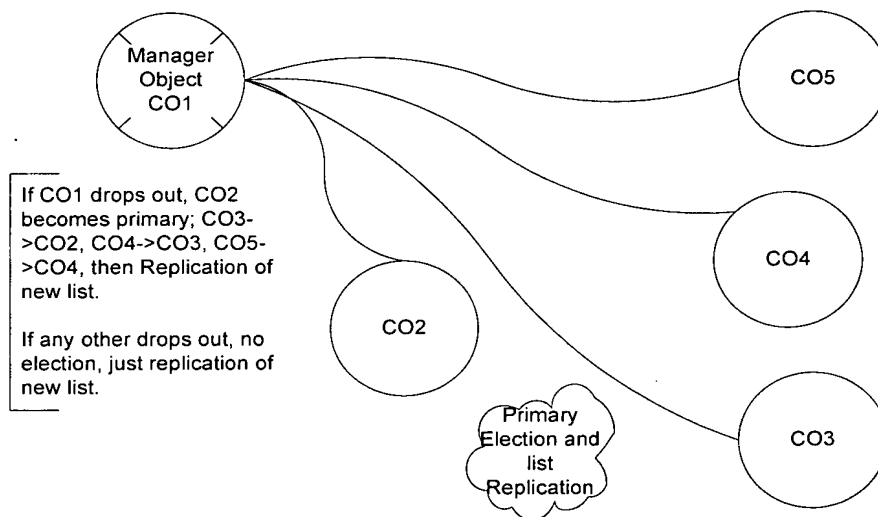 Manager
Object
CO1
CO5
If CO1 drops out, CO2
becomes primary; CO3-
>CO2, CO4->CO3, CO5-
>CO4, then Replication of
new list.
If any other drops out, no
election, just replication of
new list.
CO4
CO2
Primary
Election and
list
Replication
CO3